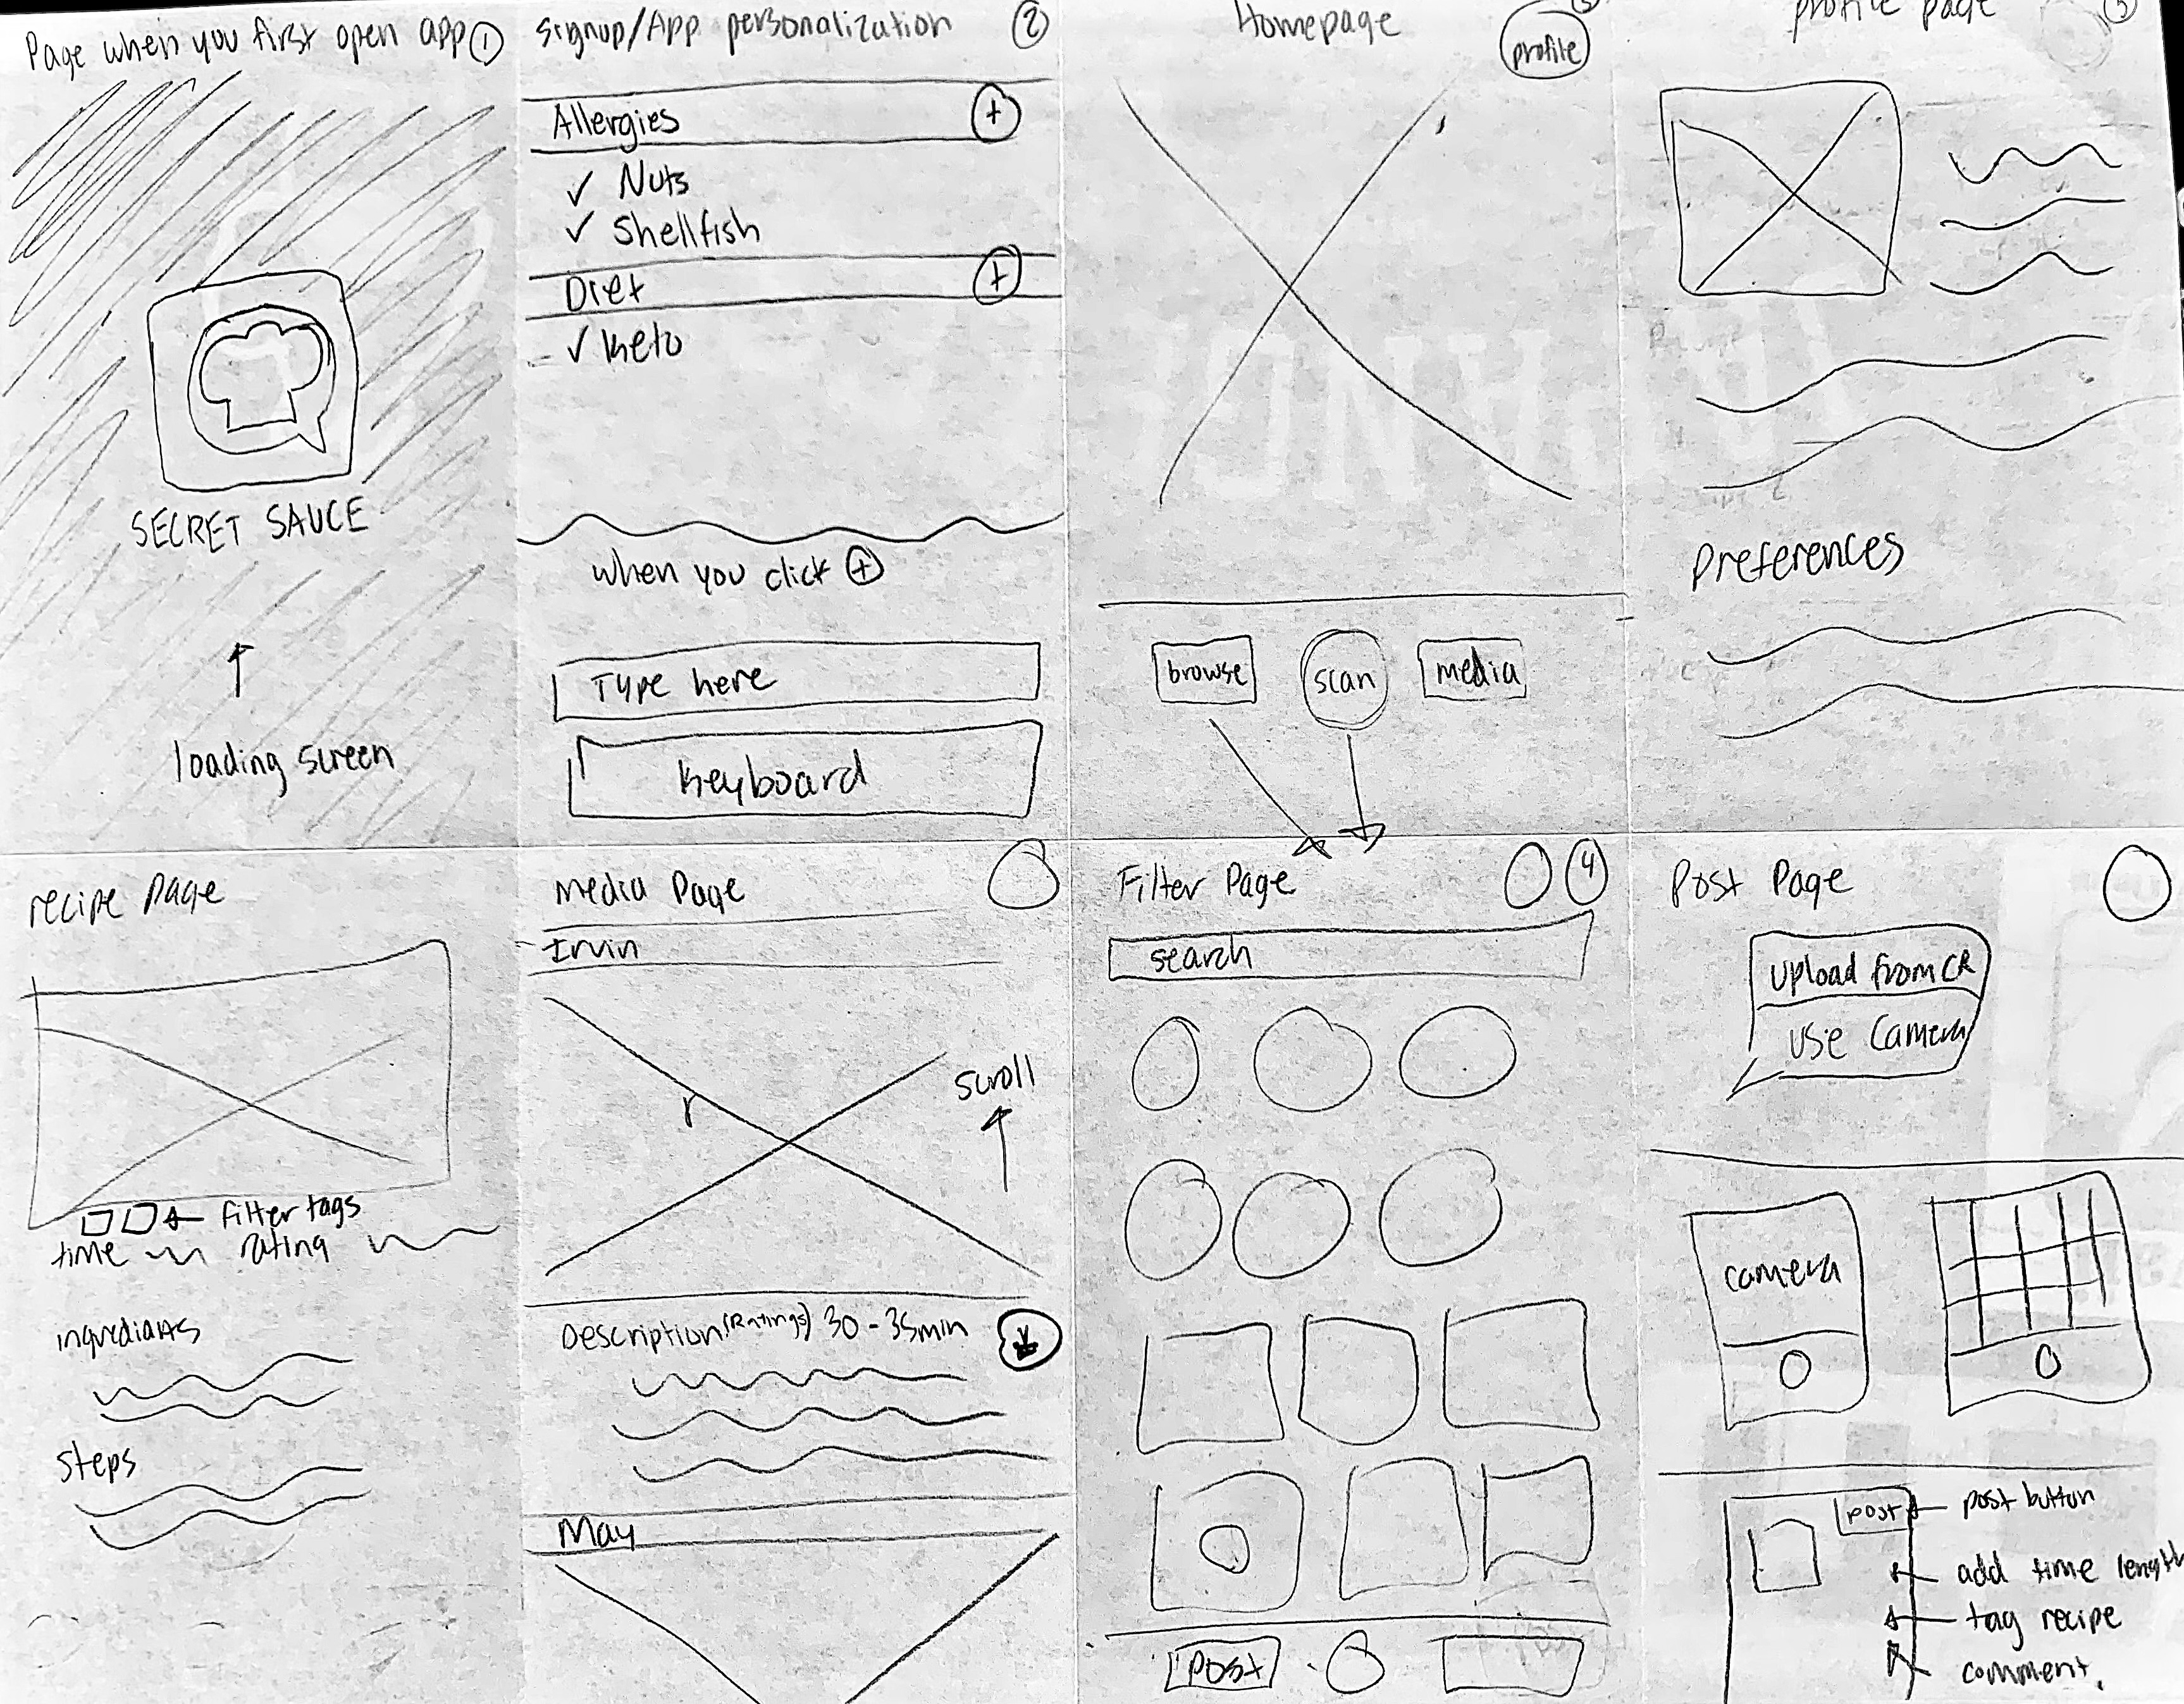 Page when you first open app ①
SECRET SAUCE
loading screen
Signup/App personalization ②
Allergies +
✓ Nuts
✓ Shellfish
Diet +
✓ Keto
when you click ⊕
Type here
Keyboard
Homepage
profile
browse
scan
media
profile page
Preferences
recipe page
filter tags
time rating
ingrediants
steps
Media Page
Irvin
scroll
Description (Ratings) 30-35min
May
Filter Page ④
search
POST
Post Page
Upload from CR
Use Camera
camera
post
post button
add time length
tag recipe
comment.